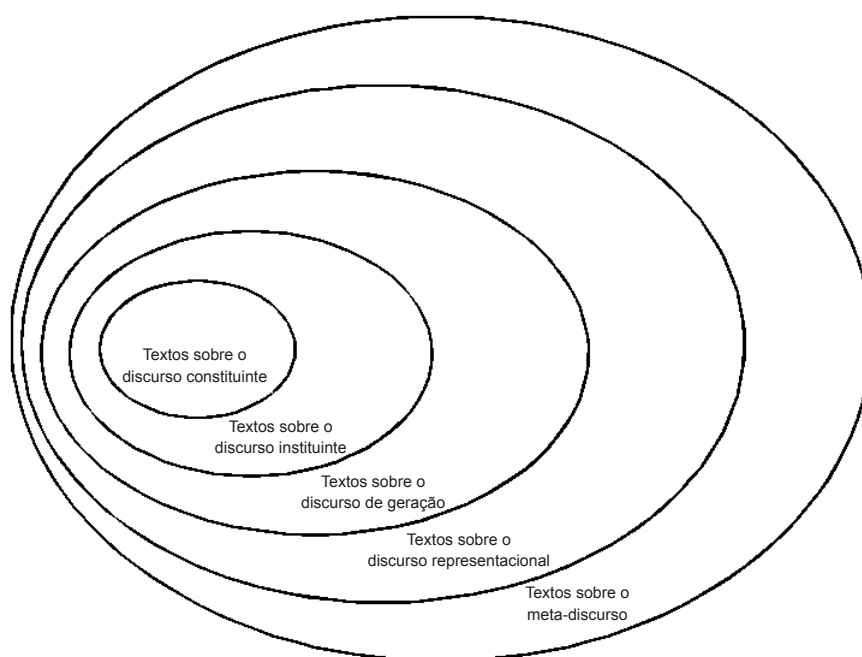 Textos sobre o
discurso constituinte
Textos sobre o
discurso instituinte
Textos sobre o
discurso de geração
Textos sobre o
discurso representacional
Textos sobre o
meta-discurso